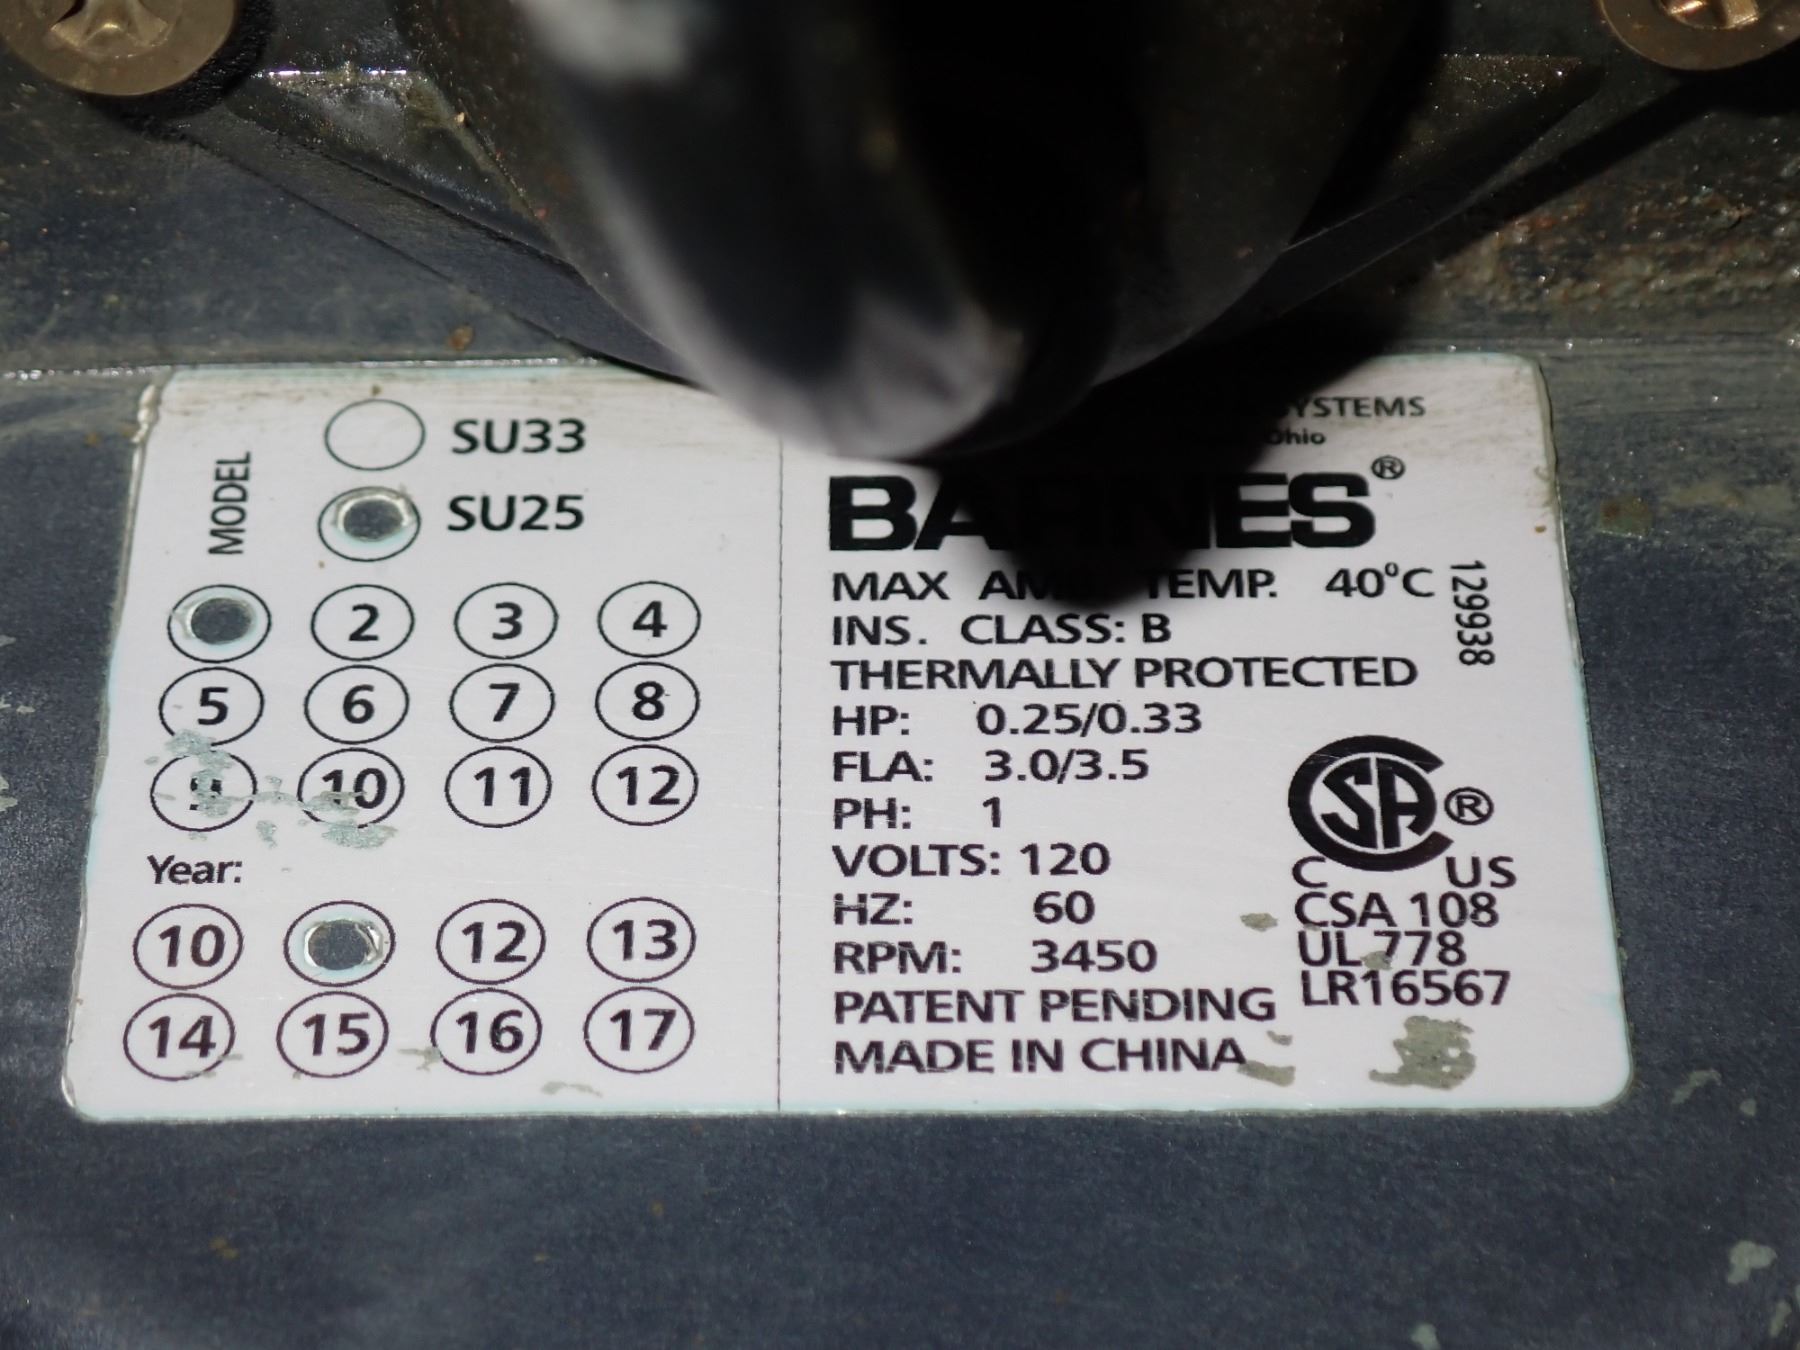 MODEL
SU33
SU25
2 3 4
5 6 7 8
9 10 11 12
Year:
10 12 13
14 15 16 17
SYSTEMS
Ohio
BARNES®
MAX AMB. TEMP. 40°C
INS. CLASS: B
THERMALLY PROTECTED
HP: 0.25/0.33
FLA: 3.0/3.5
PH: 1
VOLTS: 120
HZ: 60
RPM: 3450
PATENT PENDING
MADE IN CHINA
129938
CSA®
C US
CSA 108
UL 778
LR16567